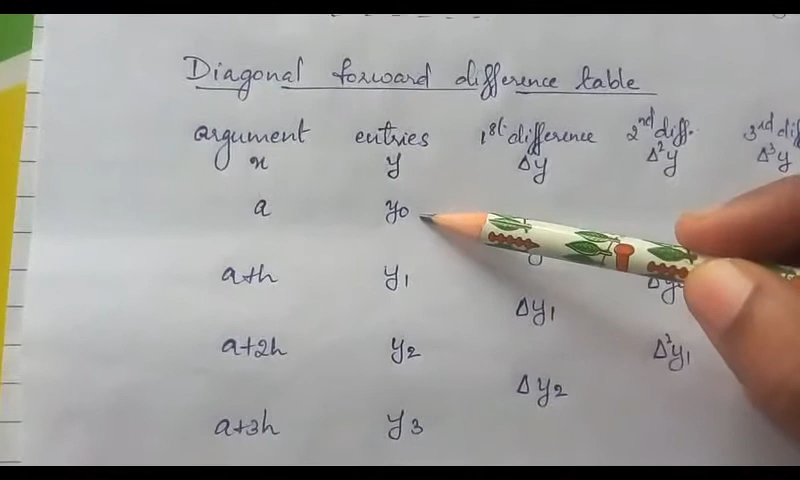 Diagonal forward difference table
argument entries 1st difference 2nd diff. 3rd dif
x y Δy Δ²y Δ³y
a y0
a+h y1
Δy1
a+2h y2 Δ²y1
Δy2
a+3h y3